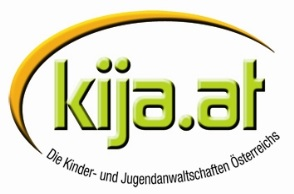 kija.at
Die Kinder- und Jugendanwaltschaften Österreichs